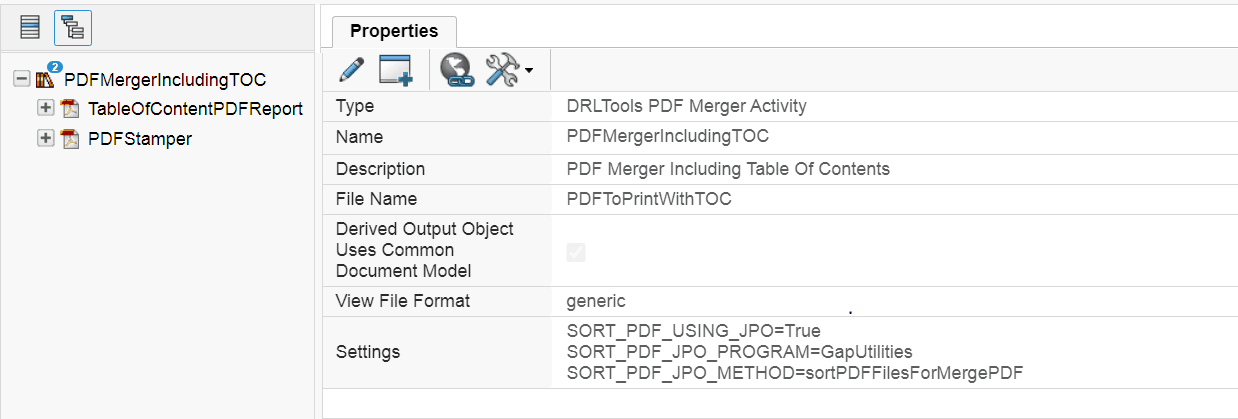 Properties
2
PDFMergerIncludingTOC
TableOfContentPDFReport
PDFStamper
Type DRLTools PDF Merger Activity
Name PDFMergerIncludingTOC
Description PDF Merger Including Table Of Contents
File Name PDFToPrintWithTOC
Derived Output Object
Uses Common
Document Model
View File Format generic
.
Settings
SORT_PDF_USING_JPO=True
SORT_PDF_JPO_PROGRAM=GapUtilities
SORT_PDF_JPO_METHOD=sortPDFFilesForMergePDF